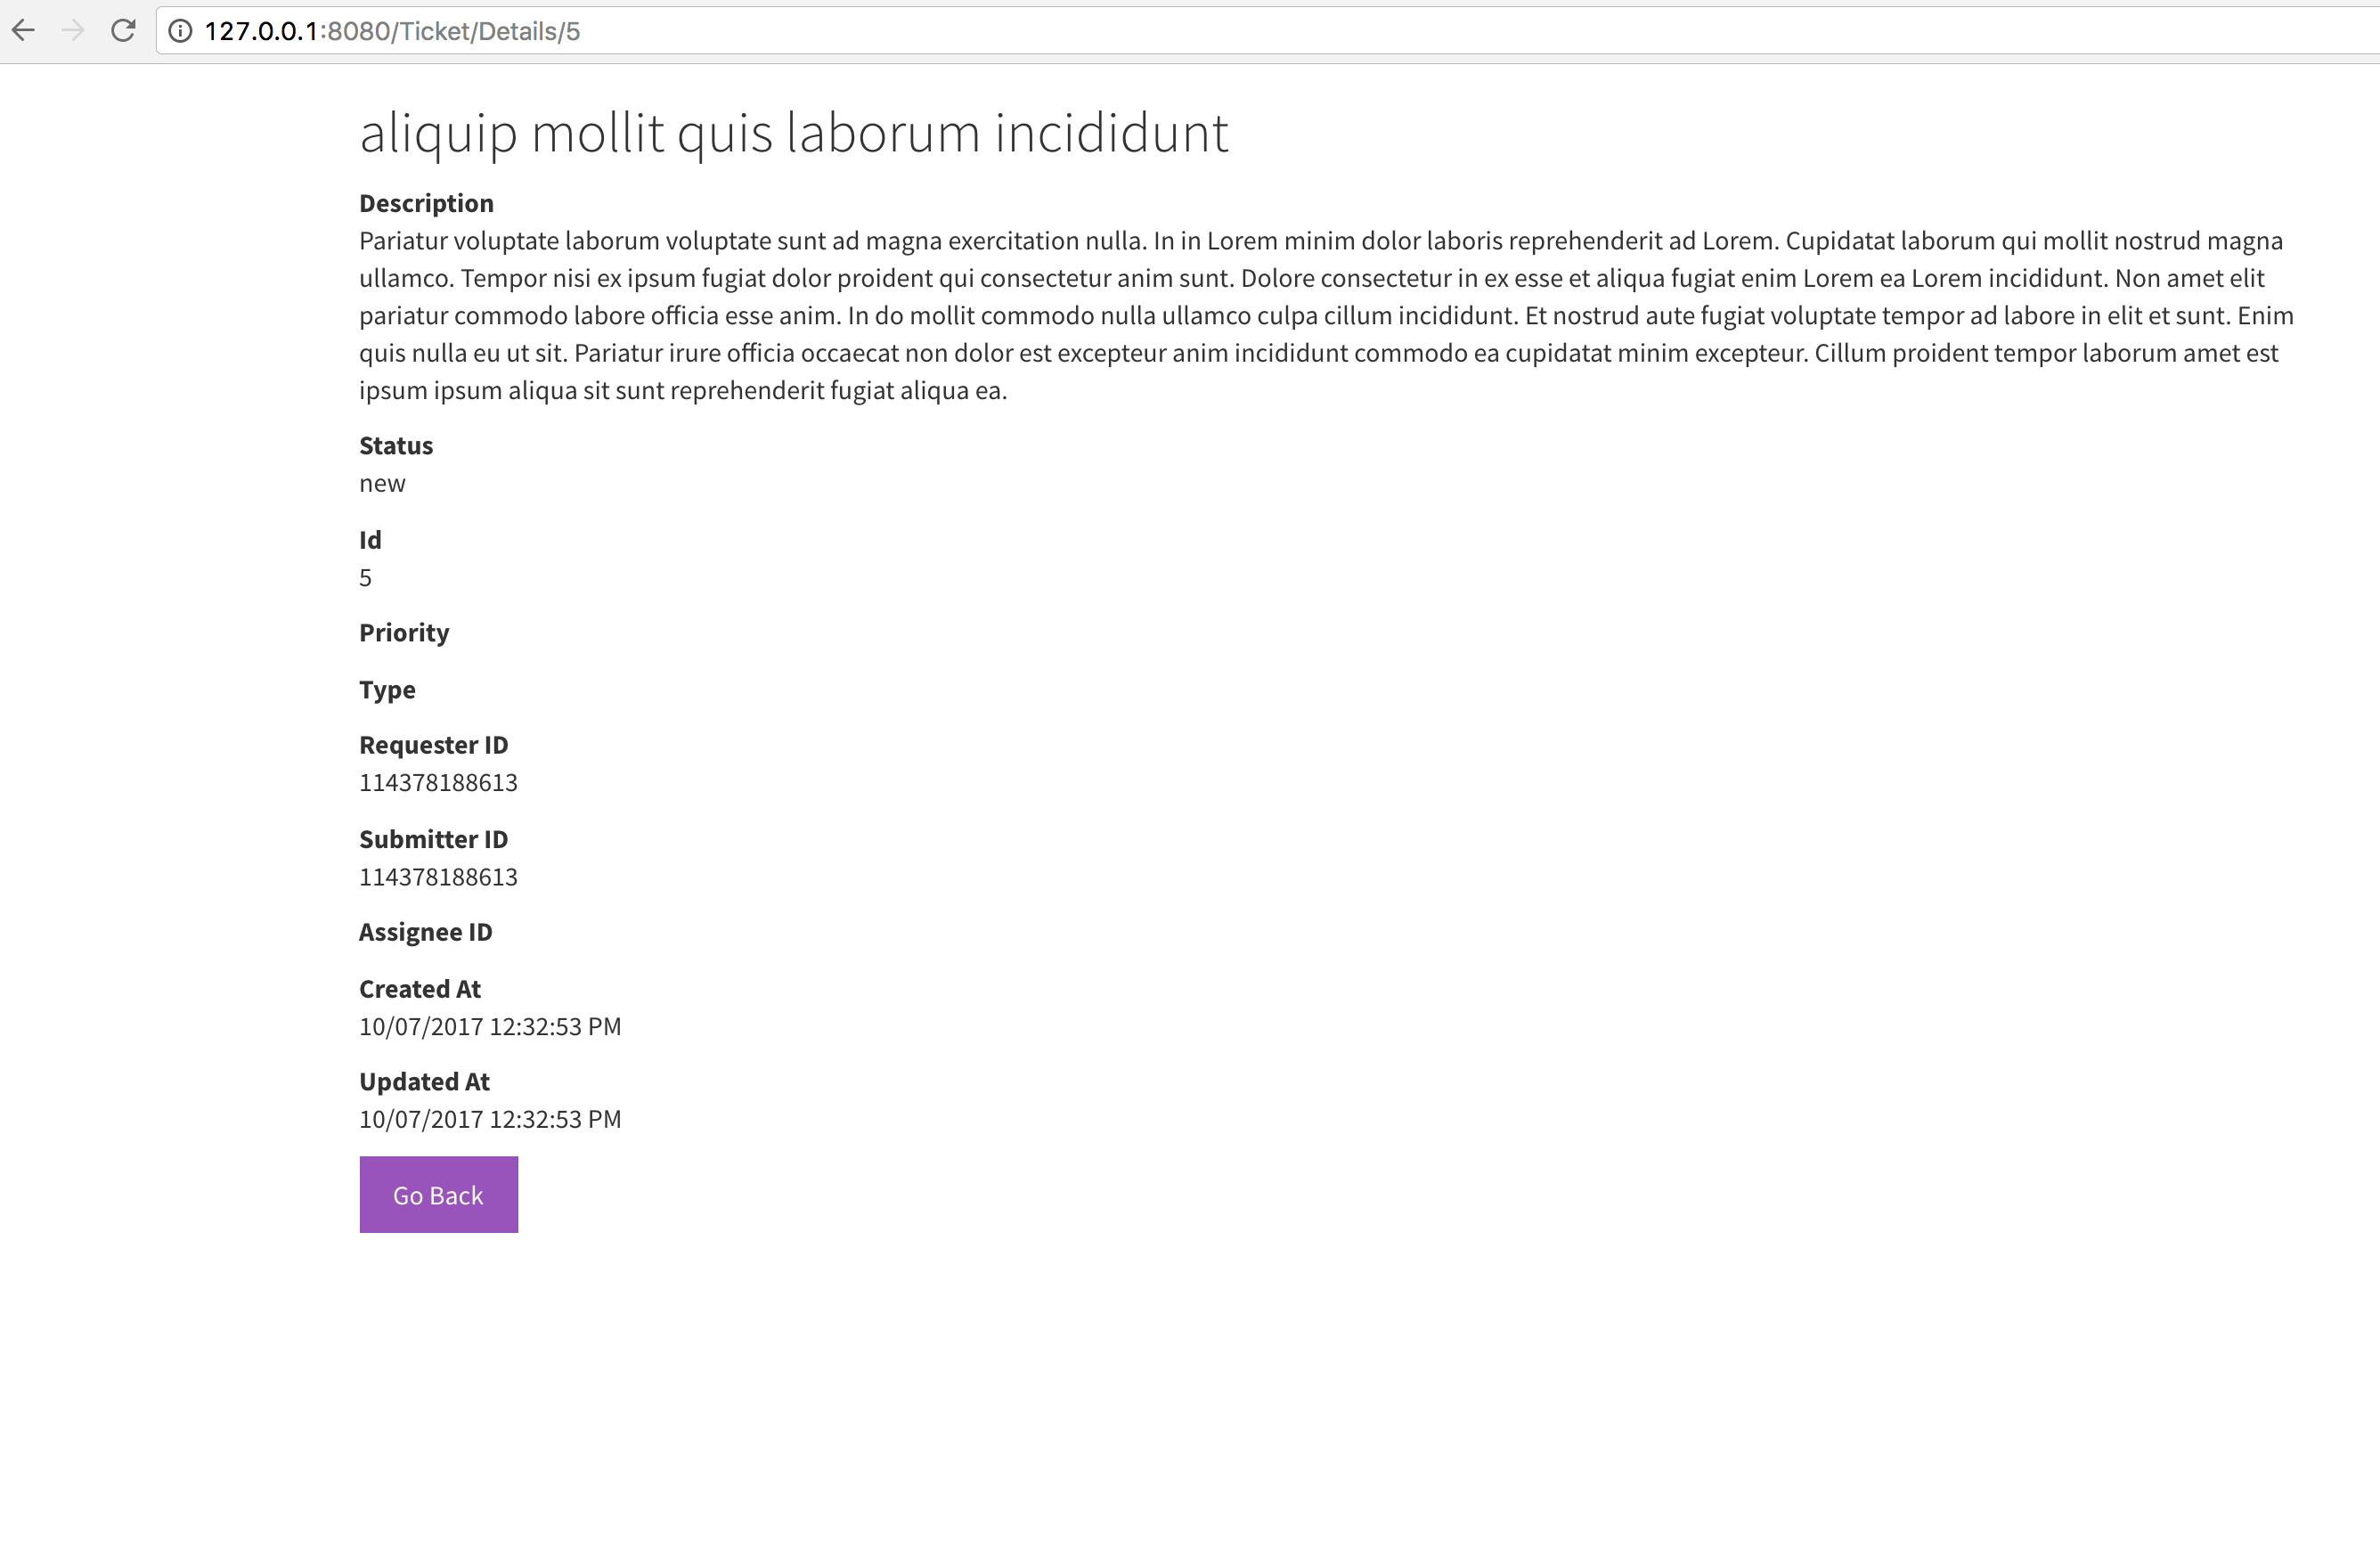 127.0.0.1:8080/Ticket/Details/5
aliquip mollit quis laborum incididunt
Description
Pariatur voluptate laborum voluptate sunt ad magna exercitation nulla. In in Lorem minim dolor laboris reprehenderit ad Lorem. Cupidatat laborum qui mollit nostrud magna
ullamco. Tempor nisi ex ipsum fugiat dolor proident qui consectetur anim sunt. Dolore consectetur in ex esse et aliqua fugiat enim Lorem ea Lorem incididunt. Non amet elit
pariatur commodo labore officia esse anim. In do mollit commodo nulla ullamco culpa cillum incididunt. Et nostrud aute fugiat voluptate tempor ad labore in elit et sunt. Enim
quis nulla eu ut sit. Pariatur irure officia occaecat non dolor est excepteur anim incididunt commodo ea cupidatat minim excepteur. Cillum proident tempor laborum amet est
ipsum ipsum aliqua sit sunt reprehenderit fugiat aliqua ea.
Status
new
Id
5
Priority
Type
Requester ID
114378188613
Submitter ID
114378188613
Assignee ID
Created At
10/07/2017 12:32:53 PM
Updated At
10/07/2017 12:32:53 PM
Go Back